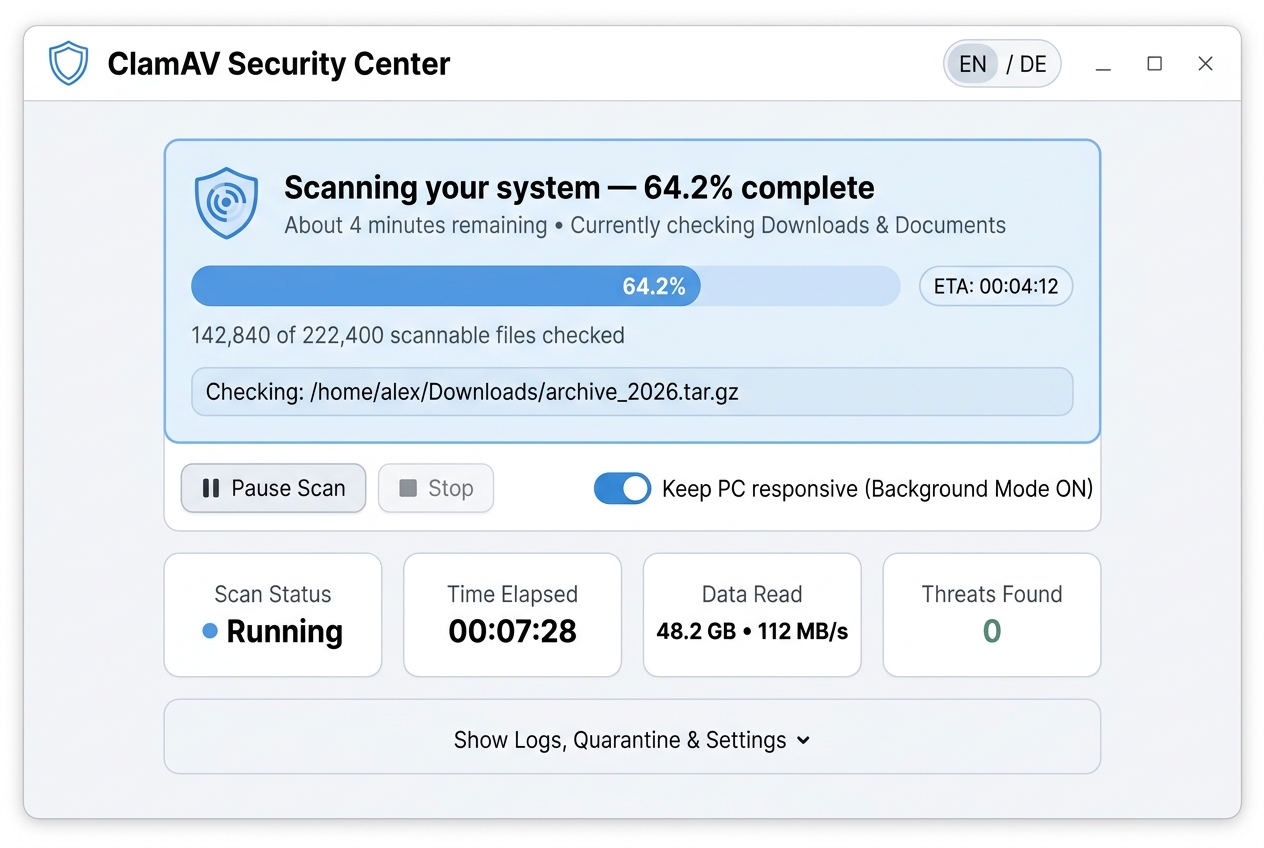 ClamAV Security Center
EN / DE
Scanning your system — 64.2% complete
About 4 minutes remaining • Currently checking Downloads & Documents
64.2%
ETA: 00:04:12
142,840 of 222,400 scannable files checked
Checking: /home/alex/Downloads/archive_2026.tar.gz
Pause Scan
Stop
Keep PC responsive (Background Mode ON)
Scan Status
Running
Time Elapsed
00:07:28
Data Read
48.2 GB • 112 MB/s
Threats Found
0
Show Logs, Quarantine & Settings